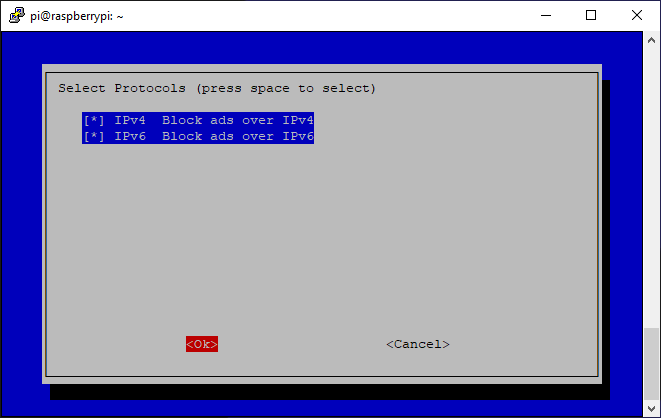 pi@raspberrypi: ~
Select Protocols (press space to select)
[*] IPv4  Block ads over IPv4
[*] IPv6  Block ads over IPv6
<Ok> <Cancel>